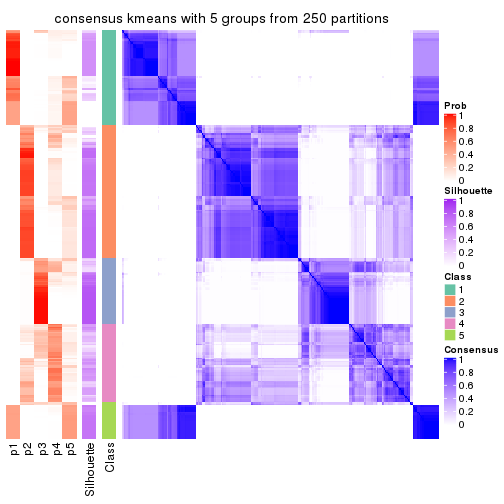 consensus kmeans with 5 groups from 250 partitions
Prob
1
0.8
0.6
0.4
0.2
0
Silhouette
1
0.8
0.6
0.4
0.2
0
Class
1
2
3
4
5
Consensus
1
0.8
0.6
0.4
0.2
0
p1
p2
p3
p4
p5
Silhouette
Class